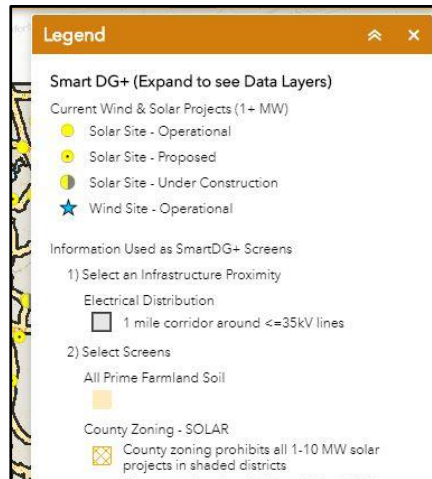 Legend
Smart DG+ (Expand to see Data Layers)
Current Wind & Solar Projects (1+ MW)
Solar Site - Operational
Solar Site - Proposed
Solar Site - Under Construction
Wind Site - Operational
Information Used as SmartDG+ Screens
1) Select an Infrastructure Proximity
Electrical Distribution
1 mile corridor around <=35kV lines
2) Select Screens
All Prime Farmland Soil
County Zoning - SOLAR
County zoning prohibits all 1-10 MW solar
projects in shaded districts